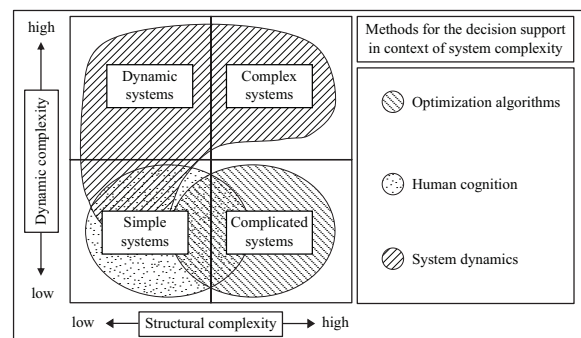 high
Dynamic complexity
low
Dynamic
systems
Complex
systems
Simple
systems
Complicated
systems
low
Structural complexity
high
Methods for the decision support
in context of system complexity
Optimization algorithms
Human cognition
System dynamics